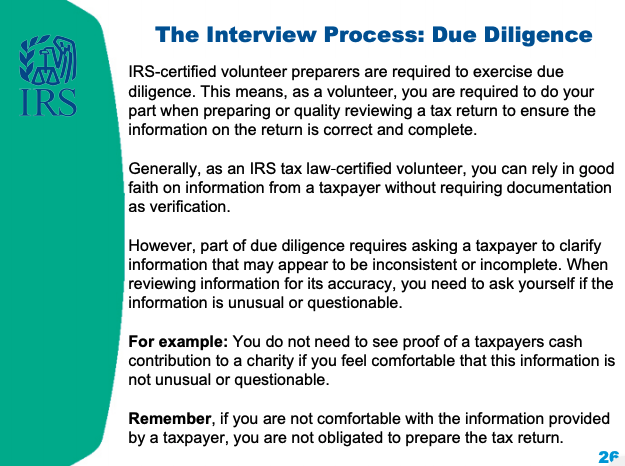 The Interview Process: Due Diligence
IRS
IRS-certified volunteer preparers are required to exercise due
diligence. This means, as a volunteer, you are required to do your
part when preparing or quality reviewing a tax return to ensure the
information on the return is correct and complete.
Generally, as an IRS tax law-certified volunteer, you can rely in good
faith on information from a taxpayer without requiring documentation
as verification.
However, part of due diligence requires asking a taxpayer to clarify
information that may appear to be inconsistent or incomplete. When
reviewing information for its accuracy, you need to ask yourself if the
information is unusual or questionable.
For example: You do not need to see proof of a taxpayers cash
contribution to a charity if you feel comfortable that this information is
not unusual or questionable.
Remember, if you are not comfortable with the information provided
by a taxpayer, you are not obligated to prepare the tax return.
26